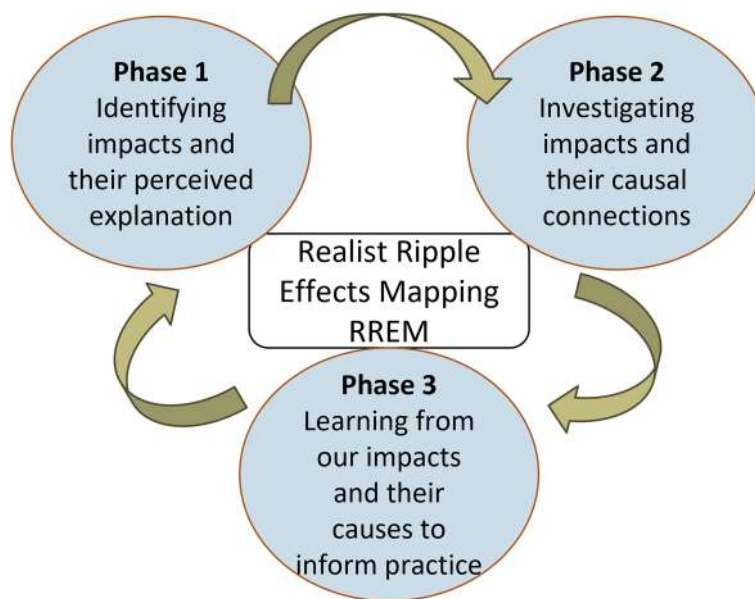 Phase 1
Identifying
impacts and
their perceived
explanation
Phase 2
Investigating
impacts and
their causal
connections
Realist Ripple
Effects Mapping
RREM
Phase 3
Learning from
our impacts
and their
causes to
inform practice